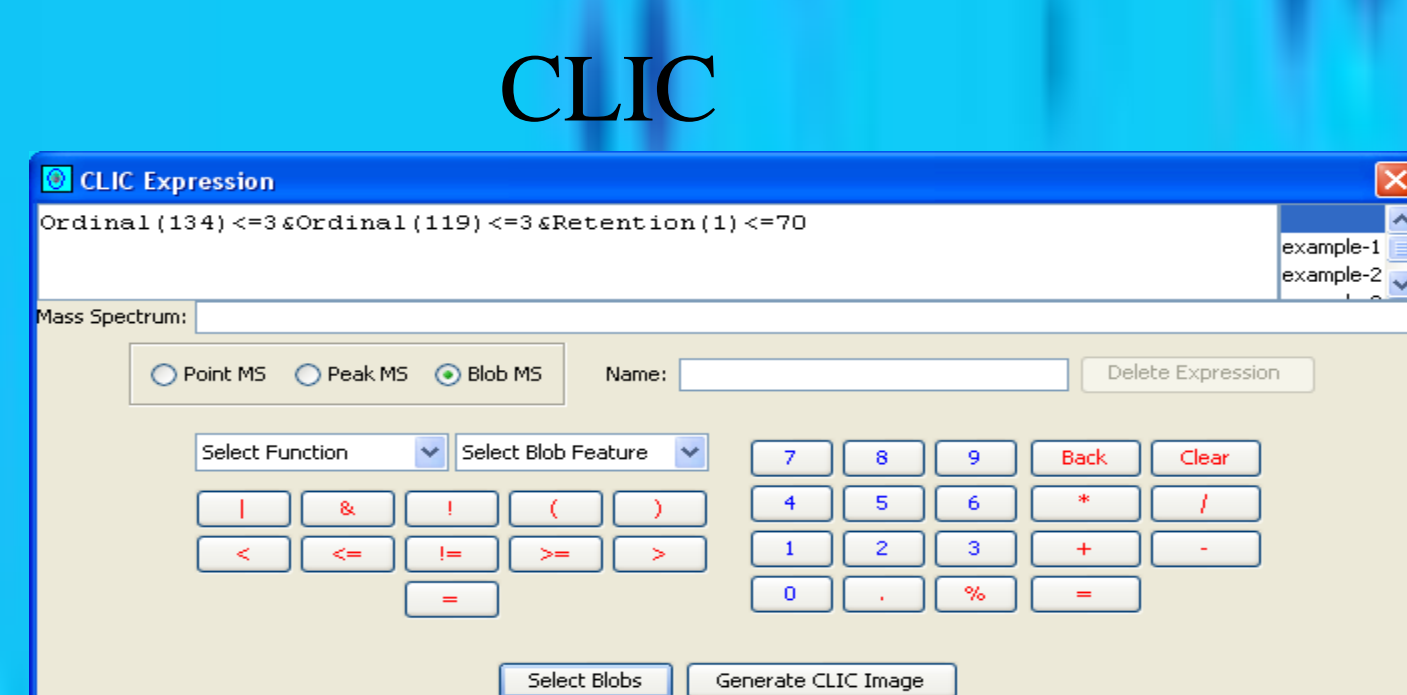 CLIC
CLIC Expression
Ordinal(134)<=3&Ordinal(119)<=3&Retention(1)<=70
example-1
example-2
Mass Spectrum:
Point MS Peak MS Blob MS Name: Delete Expression
Select Function Select Blob Feature
7 8 9 Back Clear
| & ! ( ) 4 5 6 * /
< <= != >= > 1 2 3 + -
= 0 . % =
Select Blobs Generate CLIC Image